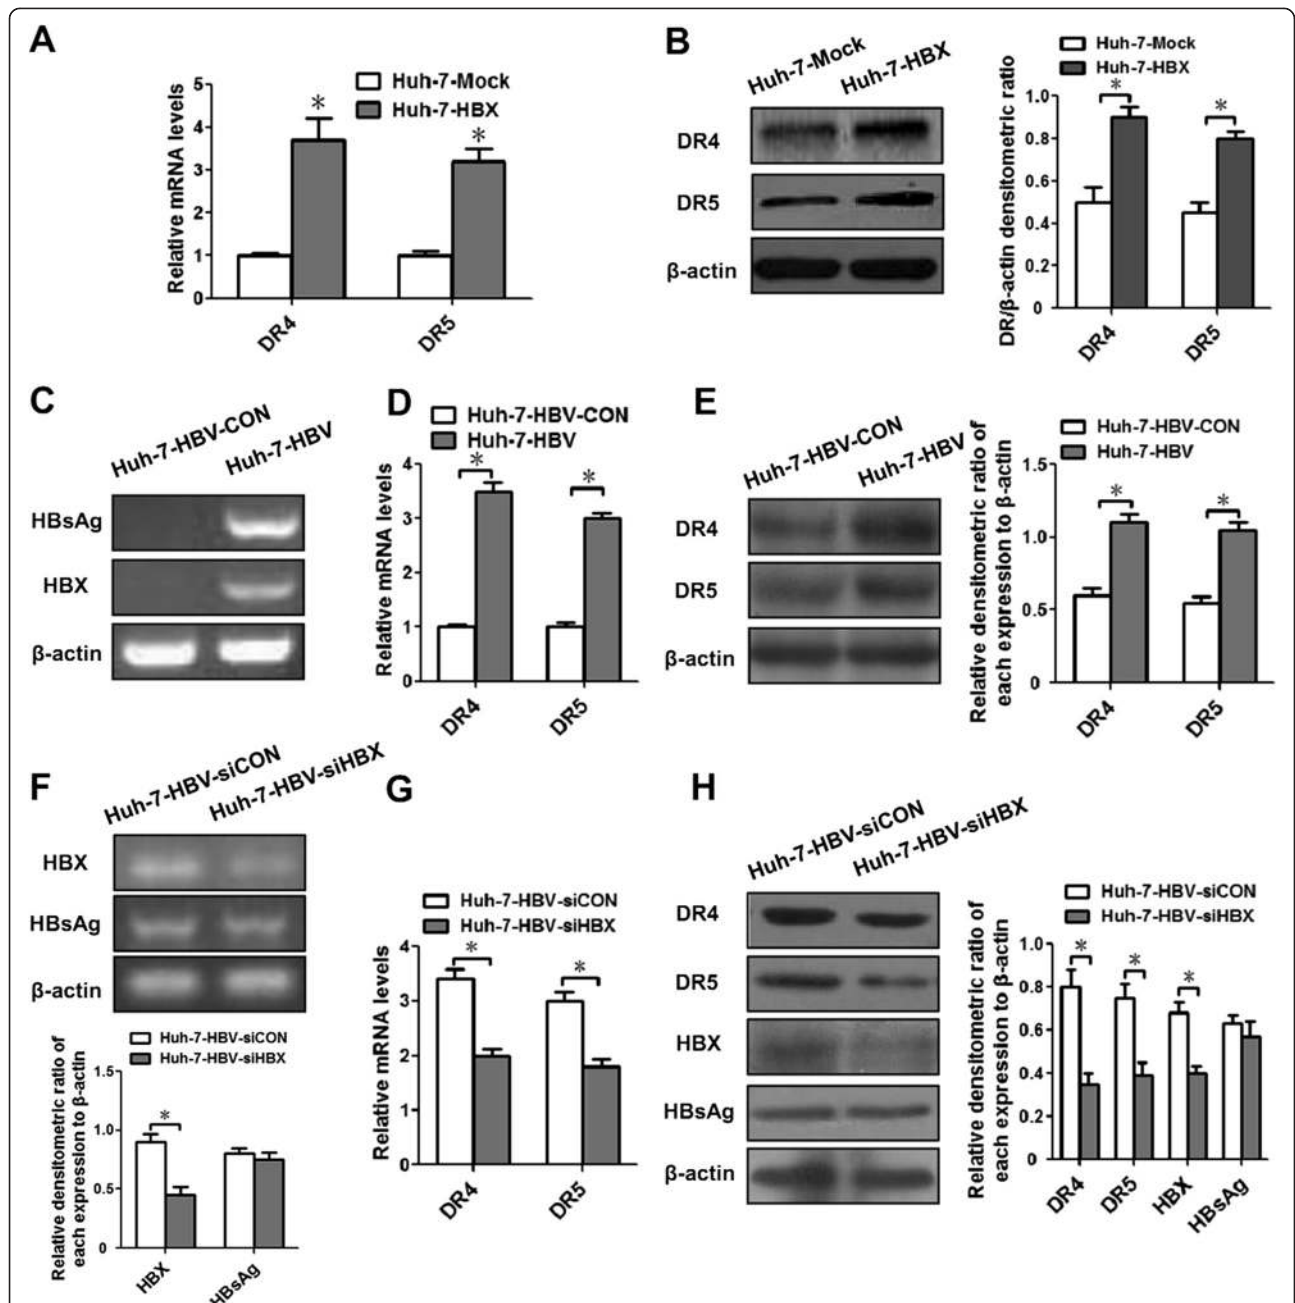 A
Relative mRNA levels
5
4
3
2
1
0
Huh-7-Mock
Huh-7-HBX
*
*
DR4
DR5
B
Huh-7-Mock
Huh-7-HBX
DR4
DR5
β-actin
DR/β-actin densitometric ratio
Huh-7-Mock
Huh-7-HBX
1.0
0.8
0.6
0.4
0.2
0
*
*
DR4
DR5
C
Huh-7-HBV-CON
Huh-7-HBV
HBsAg
HBX
β-actin
D
Huh-7-HBV-CON
Huh-7-HBV
Relative mRNA levels
4
3
2
1
0
*
*
DR4
DR5
E
Huh-7-HBV-CON
Huh-7-HBV
DR4
DR5
β-actin
Relative densitometric ratio of
each expression to β-actin
Huh-7-HBV-CON
Huh-7-HBV
1.5
1.0
0.5
0
*
*
DR4
DR5
F
Huh-7-HBV-siCON
Huh-7-HBV-siHBX
HBX
HBsAg
β-actin
Relative densitometric ratio of
each expression to β-actin
Huh-7-HBV-siCON
Huh-7-HBV-siHBX
1.5
1.0
0.5
0
*
HBX
HBsAg
G
Huh-7-HBV-siCON
Huh-7-HBV-siHBX
Relative mRNA levels
4
3
2
1
0
*
*
DR4
DR5
H
Huh-7-HBV-siCON
Huh-7-HBV-siHBX
DR4
DR5
HBX
HBsAg
β-actin
Relative densitometric ratio of
each expression to β-actin
Huh-7-HBV-siCON
Huh-7-HBV-siHBX
1.0
0.8
0.6
0.4
0.2
0
*
*
*
DR4
DR5
HBX
HBsAg